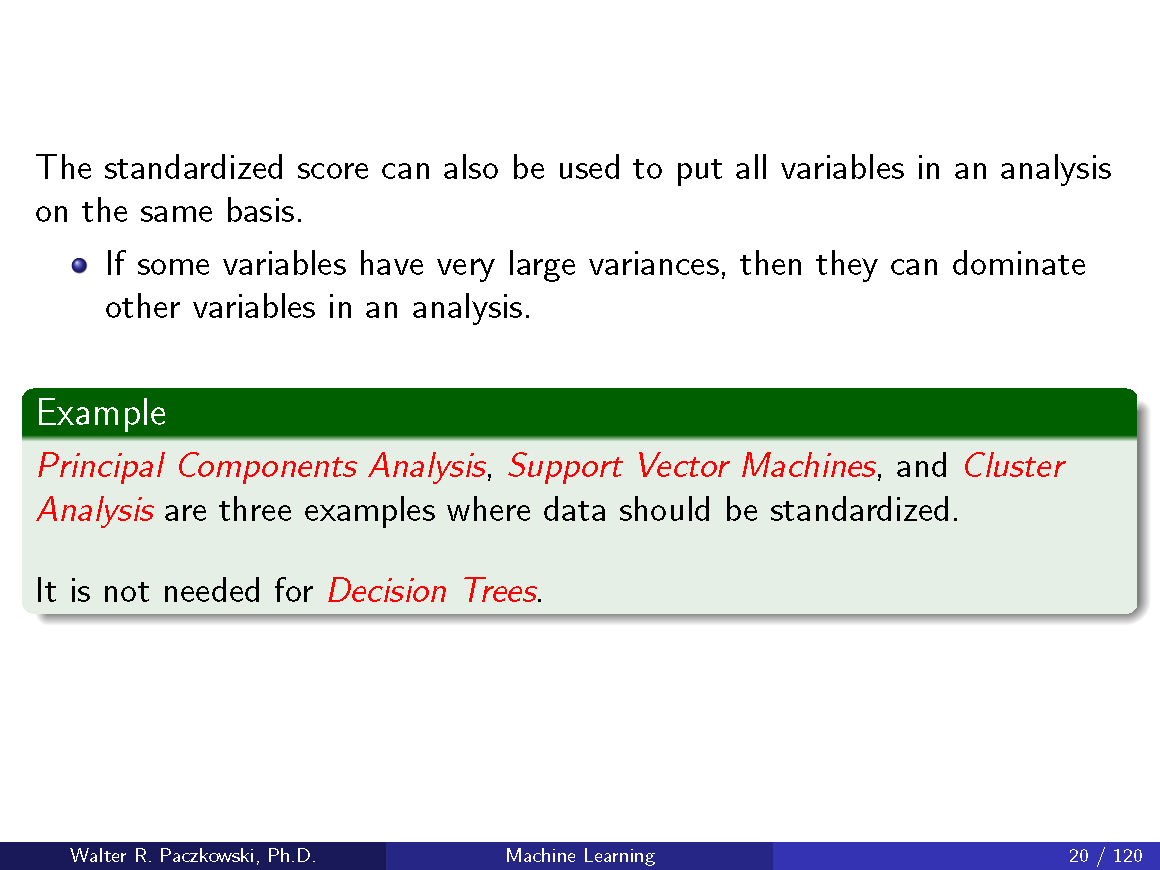 The standardized score can also be used to put all variables in an analysis
on the same basis.
If some variables have very large variances, then they can dominate
other variables in an analysis.
Example
Principal Components Analysis, Support Vector Machines, and Cluster
Analysis are three examples where data should be standardized.
It is not needed for Decision Trees.
Walter R. Paczkowski, Ph.D. Machine Learning 20 / 120